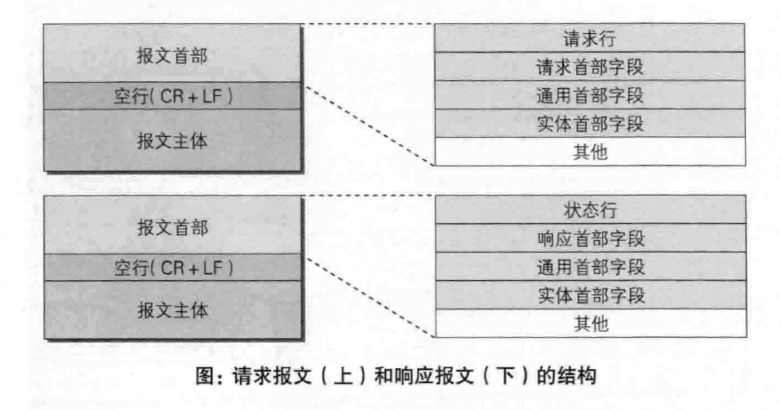 报文首部
空行(CR+LF)
报文主体
请求行
请求首部字段
通用首部字段
实体首部字段
其他
报文首部
空行(CR+LF)
报文主体
状态行
响应首部字段
通用首部字段
实体首部字段
其他
图:请求报文(上)和响应报文(下)的结构